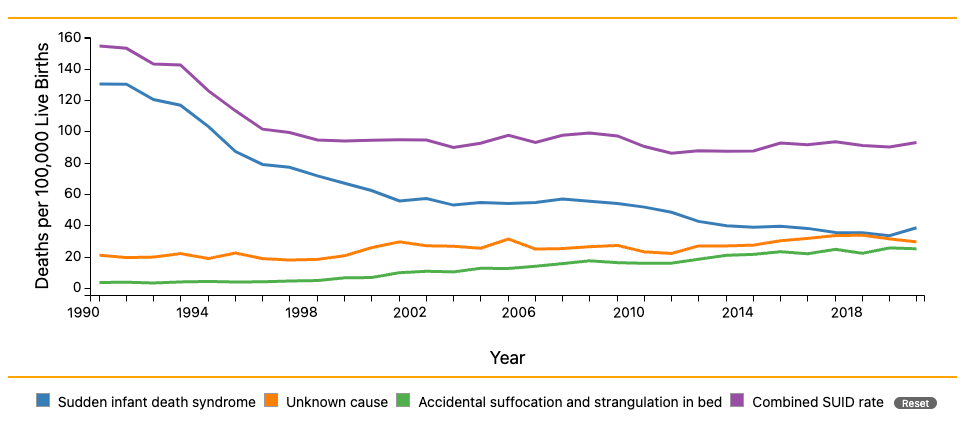 Deaths per 100,000 Live Births
160
140
120
100
80
60
40
20
0
1990 1994 1998 2002 2006 2010 2014 2018
Year
Sudden infant death syndrome Unknown cause Accidental suffocation and strangulation in bed Combined SUID rate Reset